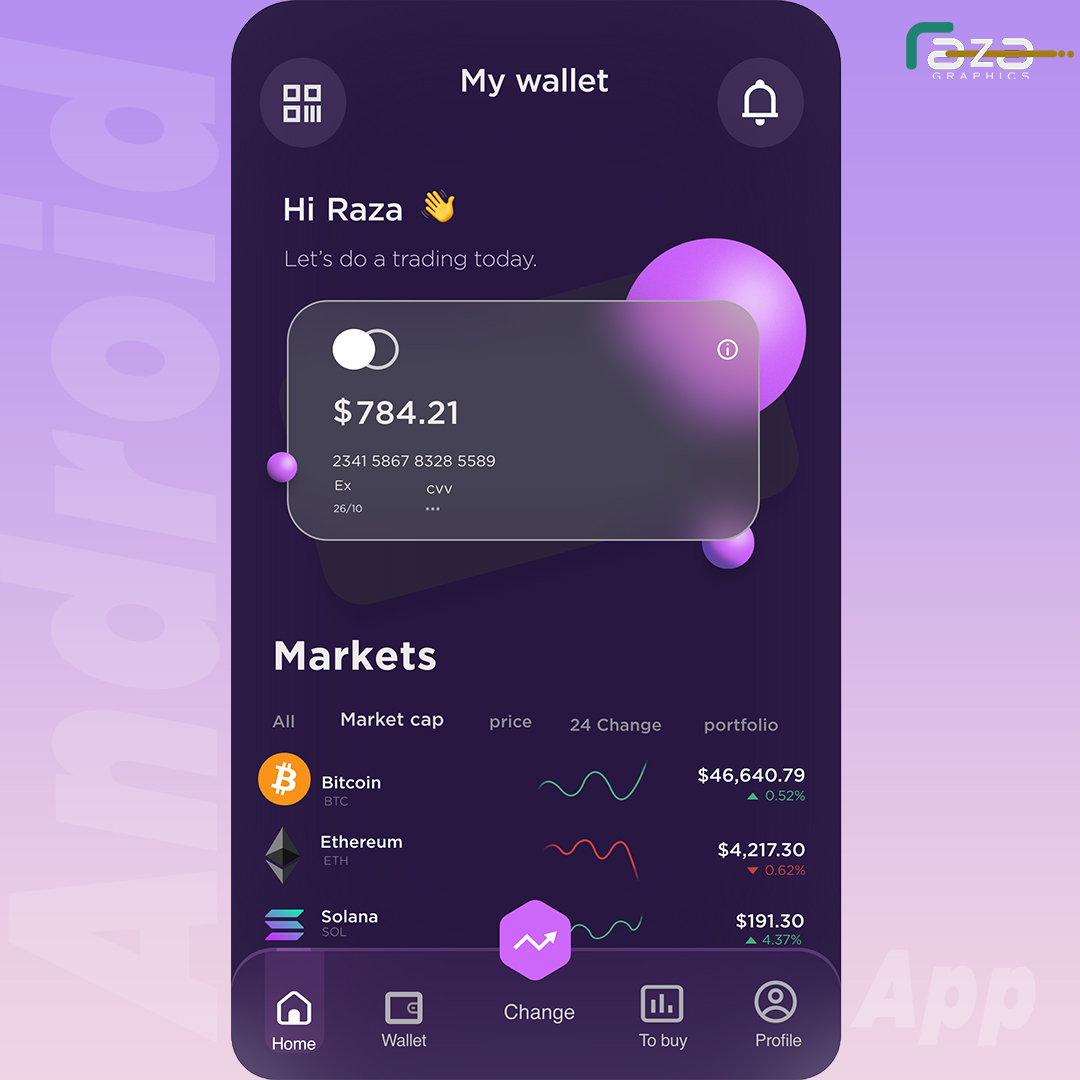 My wallet
raza
GRAPHICS
Hi Raza 👋
Let's do a trading today.
$784.21
2341 5867 8328 5589
Ex
cvv
26/10
***
Markets
All
Market cap
price
24 Change
portfolio
Bitcoin
BTC
$46,640.79
0.52%
Ethereum
ETH
$4,217.30
0.62%
Solana
SOL
$191.30
4.37%
Home
Wallet
Change
To buy
Profile
Android
App